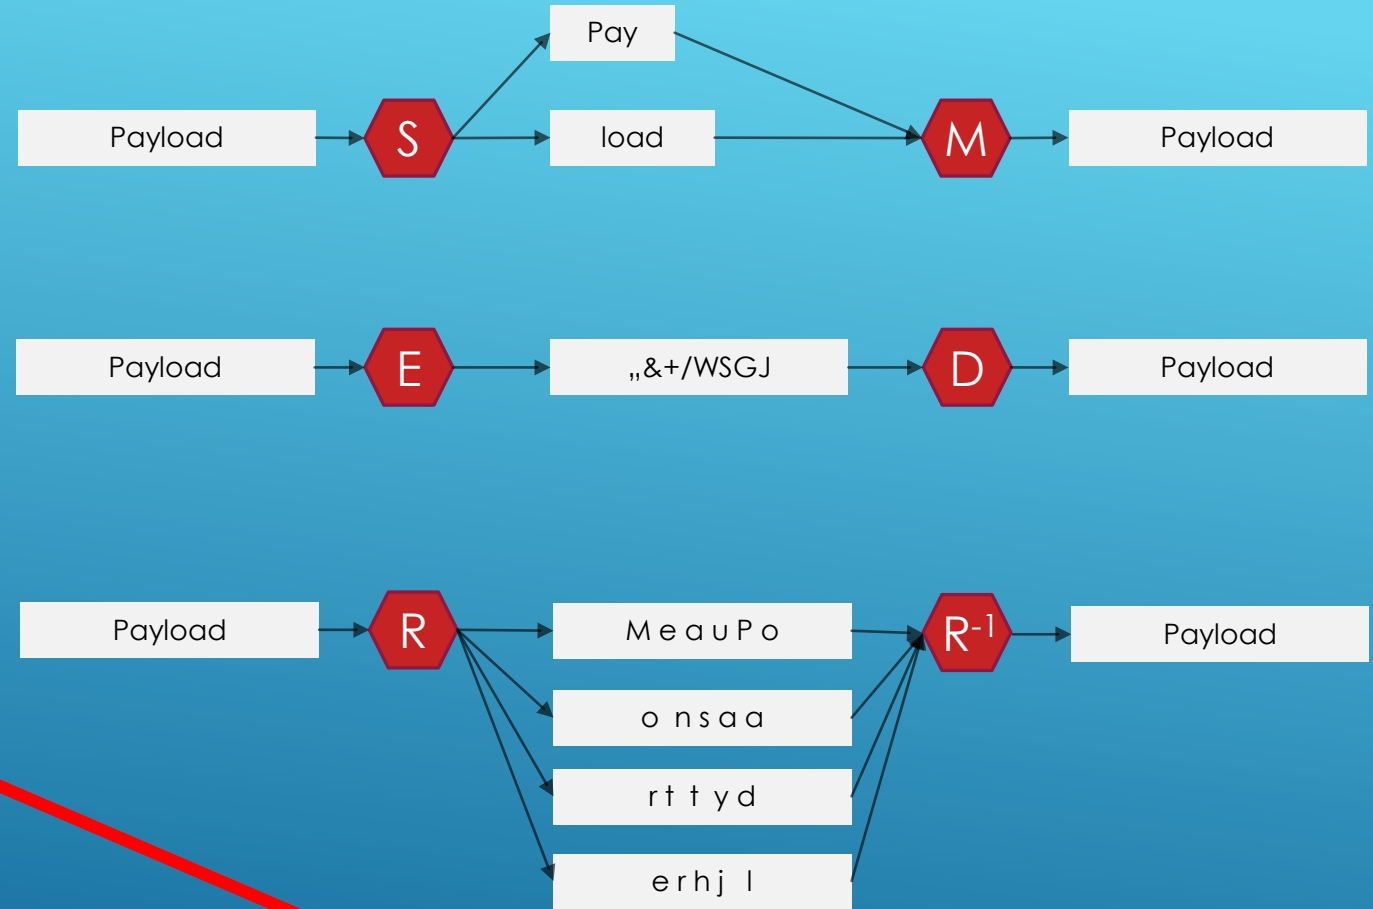 Pay
Payload S load M Payload
Payload E „&+/WSGJ D Payload
Payload R M e a u P o R-1 Payload
o n s a a
r t t y d
e r h j l